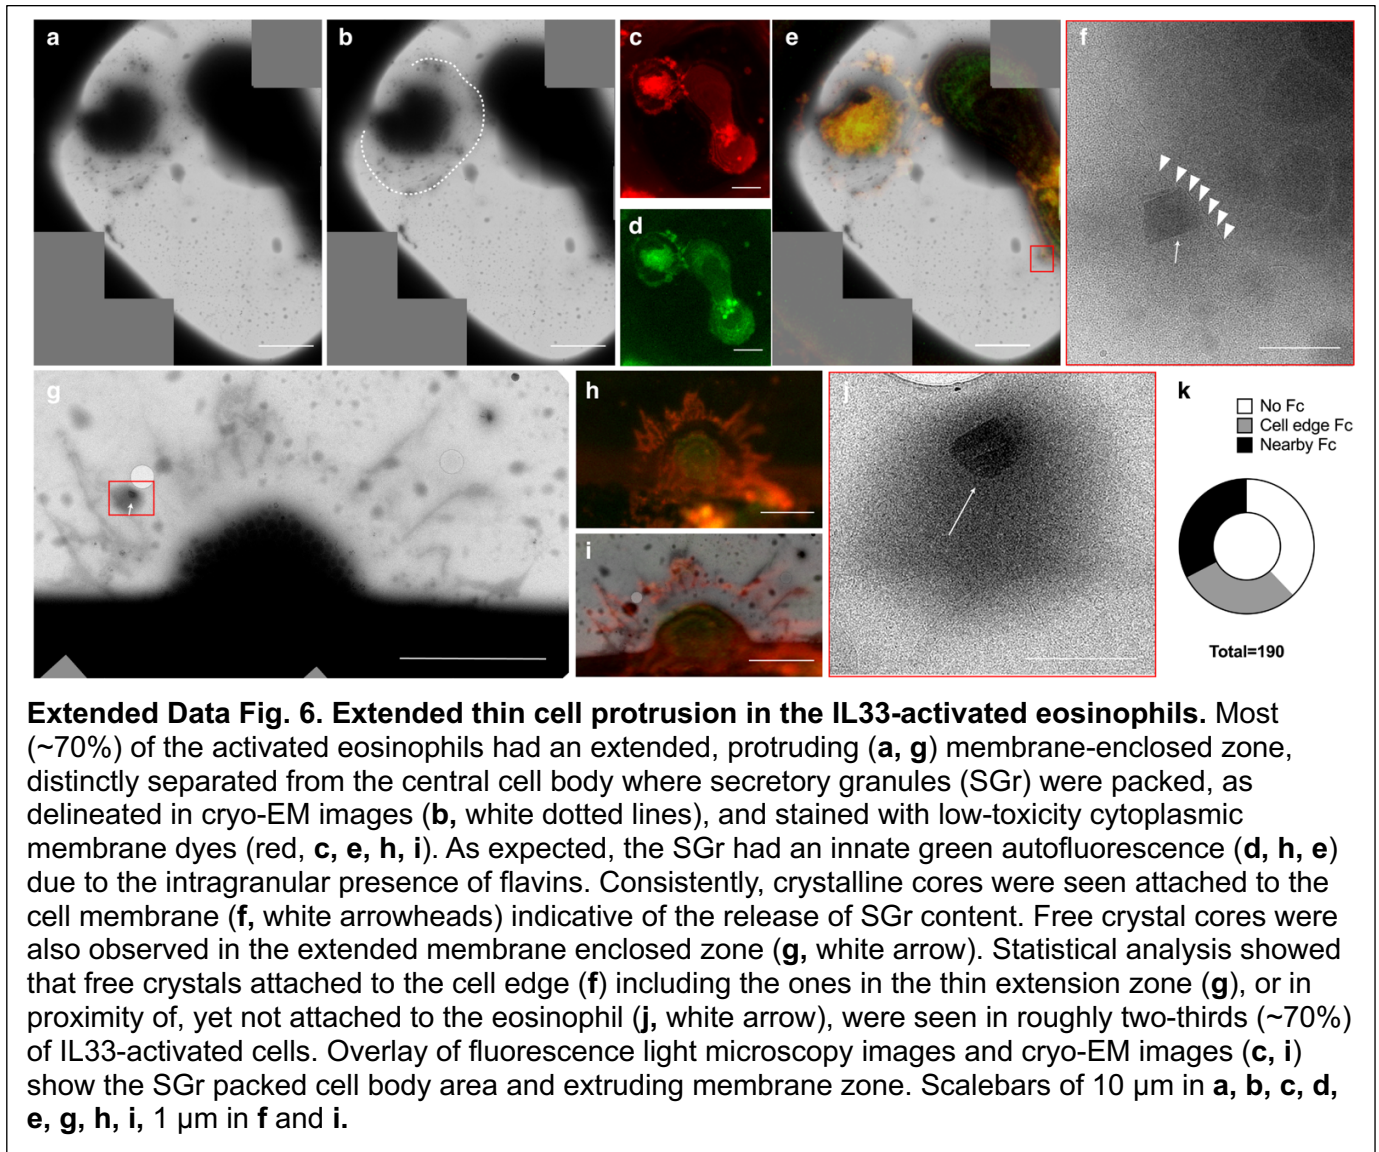 a
b
c
e
f
d
g
h
j
k
i
No Fc
Cell edge Fc
Nearby Fc
Total=190
Extended Data Fig. 6. Extended thin cell protrusion in the IL33-activated eosinophils. Most
(~70%) of the activated eosinophils had an extended, protruding (a, g) membrane-enclosed zone,
distinctly separated from the central cell body where secretory granules (SGr) were packed, as
delineated in cryo-EM images (b, white dotted lines), and stained with low-toxicity cytoplasmic
membrane dyes (red, c, e, h, i). As expected, the SGr had an innate green autofluorescence (d, h, e)
due to the intragranular presence of flavins. Consistently, crystalline cores were seen attached to the
cell membrane (f, white arrowheads) indicative of the release of SGr content. Free crystal cores were
also observed in the extended membrane enclosed zone (g, white arrow). Statistical analysis showed
that free crystals attached to the cell edge (f) including the ones in the thin extension zone (g), or in
proximity of, yet not attached to the eosinophil (j, white arrow), were seen in roughly two-thirds (~70%)
of IL33-activated cells. Overlay of fluorescence light microscopy images and cryo-EM images (c, i)
show the SGr packed cell body area and extruding membrane zone. Scalebars of 10 µm in a, b, c, d,
e, g, h, i, 1 µm in f and i.